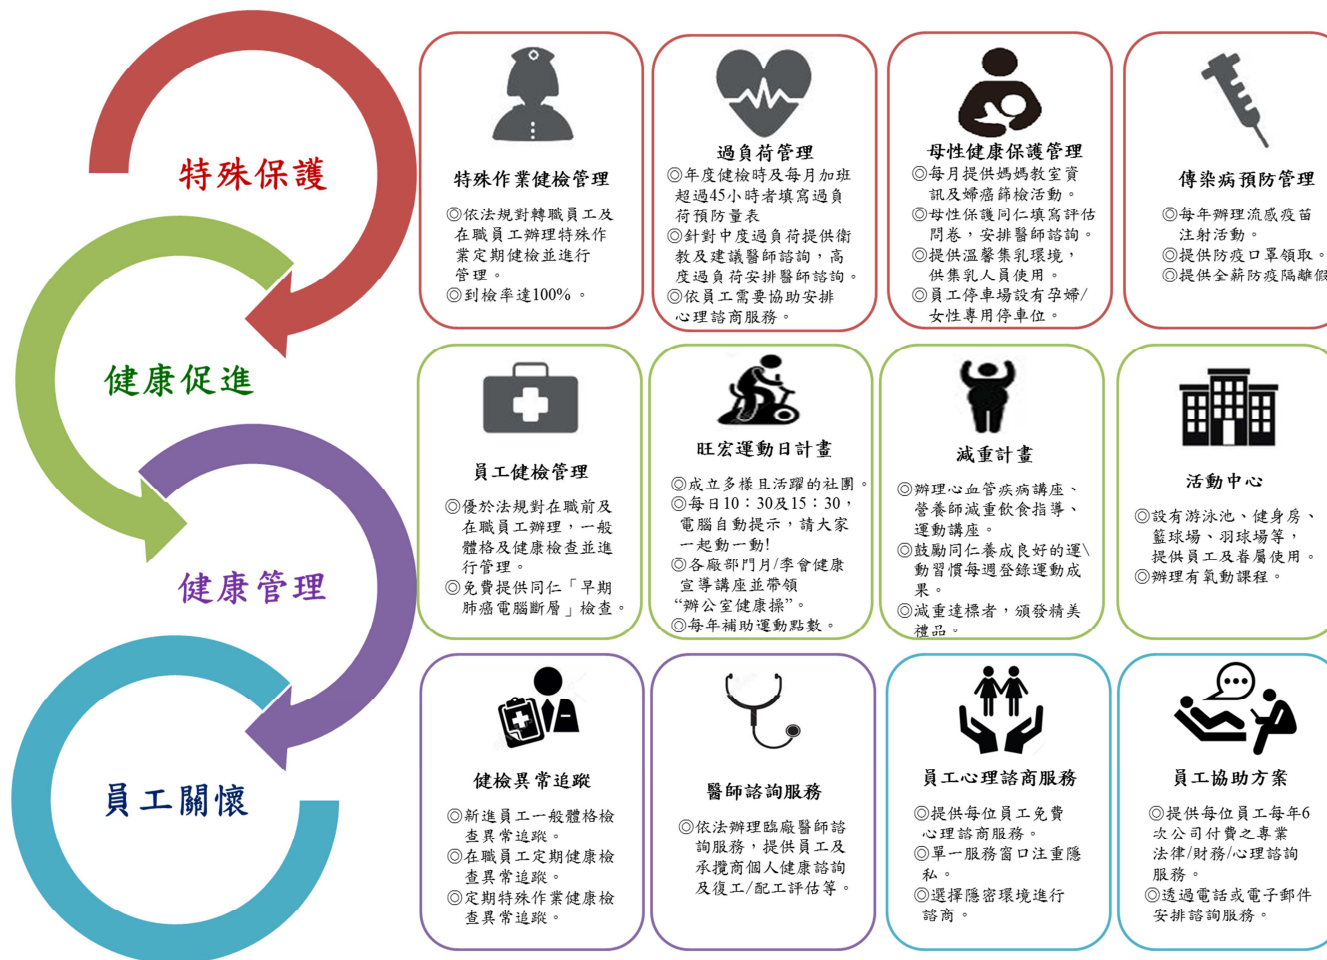 特殊保護
健康促進
健康管理
員工關懷
特殊作業健檢管理
◎依法規對轉職員工及
在職員工辦理特殊作
業定期健檢並進行
管理。
◎到檢率達100% 。
過負荷管理
◎年度健檢時及每月加班
超過45小時者填寫過負
荷預防量表
◎針對中度過負荷提供衛
教及建議醫師諮詢，高
度過負荷安排醫師諮詢。
◎依員工需要協助安排
心理諮商服務。
母性健康保護管理
◎每月提供媽媽教室資
訊及婦癌篩檢活動。
◎母性保護同仁填寫評估
問卷，安排醫師諮詢。
◎提供溫馨集乳環境，
供集乳人員使用。
◎員工停車場設有孕婦/
女性專用停車位。
傳染病預防管理
◎每年辦理流感疫苗
注射活動。
◎提供防疫口罩領取。
◎提供全薪防疫隔離假
員工健檢管理
◎優於法規對在職前及
在職員工辦理，一般
體格及健康檢查並進
行管理。
◎免費提供同仁「早期
肺癌電腦斷層」檢查。
旺宏運動日計畫
◎成立多樣且活躍的社團。
◎每日10：30及15：30，
電腦自動提示，請大家
一起動一動!
◎各廠部門月/季會健康
宣導講座並帶領
“辦公室健康操”。
◎每年補助運動點數。
減重計畫
◎辦理心血管疾病講座、
營養師減重飲食指導、
運動講座。
◎鼓勵同仁養成良好的運\
動習慣每週登錄運動成
果。
◎減重達標者，頒發精美
禮品。
活動中心
◎設有游泳池、健身房、
籃球場、羽球場等，
提供員工及眷屬使用。
◎辦理有氧動課程。
健檢異常追蹤
◎新進員工一般體格檢
查異常追蹤。
◎在職員工定期健康檢
查異常追蹤。
◎定期特殊作業健康檢
查異常追蹤。
醫師諮詢服務
◎依法辦理臨廠醫師諮
詢服務，提供員工及
承攬商個人健康諮詢
及復工/配工評估等。
員工心理諮商服務
◎提供每位員工免費
心理諮商服務。
◎單一服務窗口注重隱
私。
◎選擇隱密環境進行
諮商。
員工協助方案
◎提供每位員工每年6
次公司付費之專業
法律/財務/心理諮詢
服務。
◎透過電話或電子郵件
安排諮詢服務。